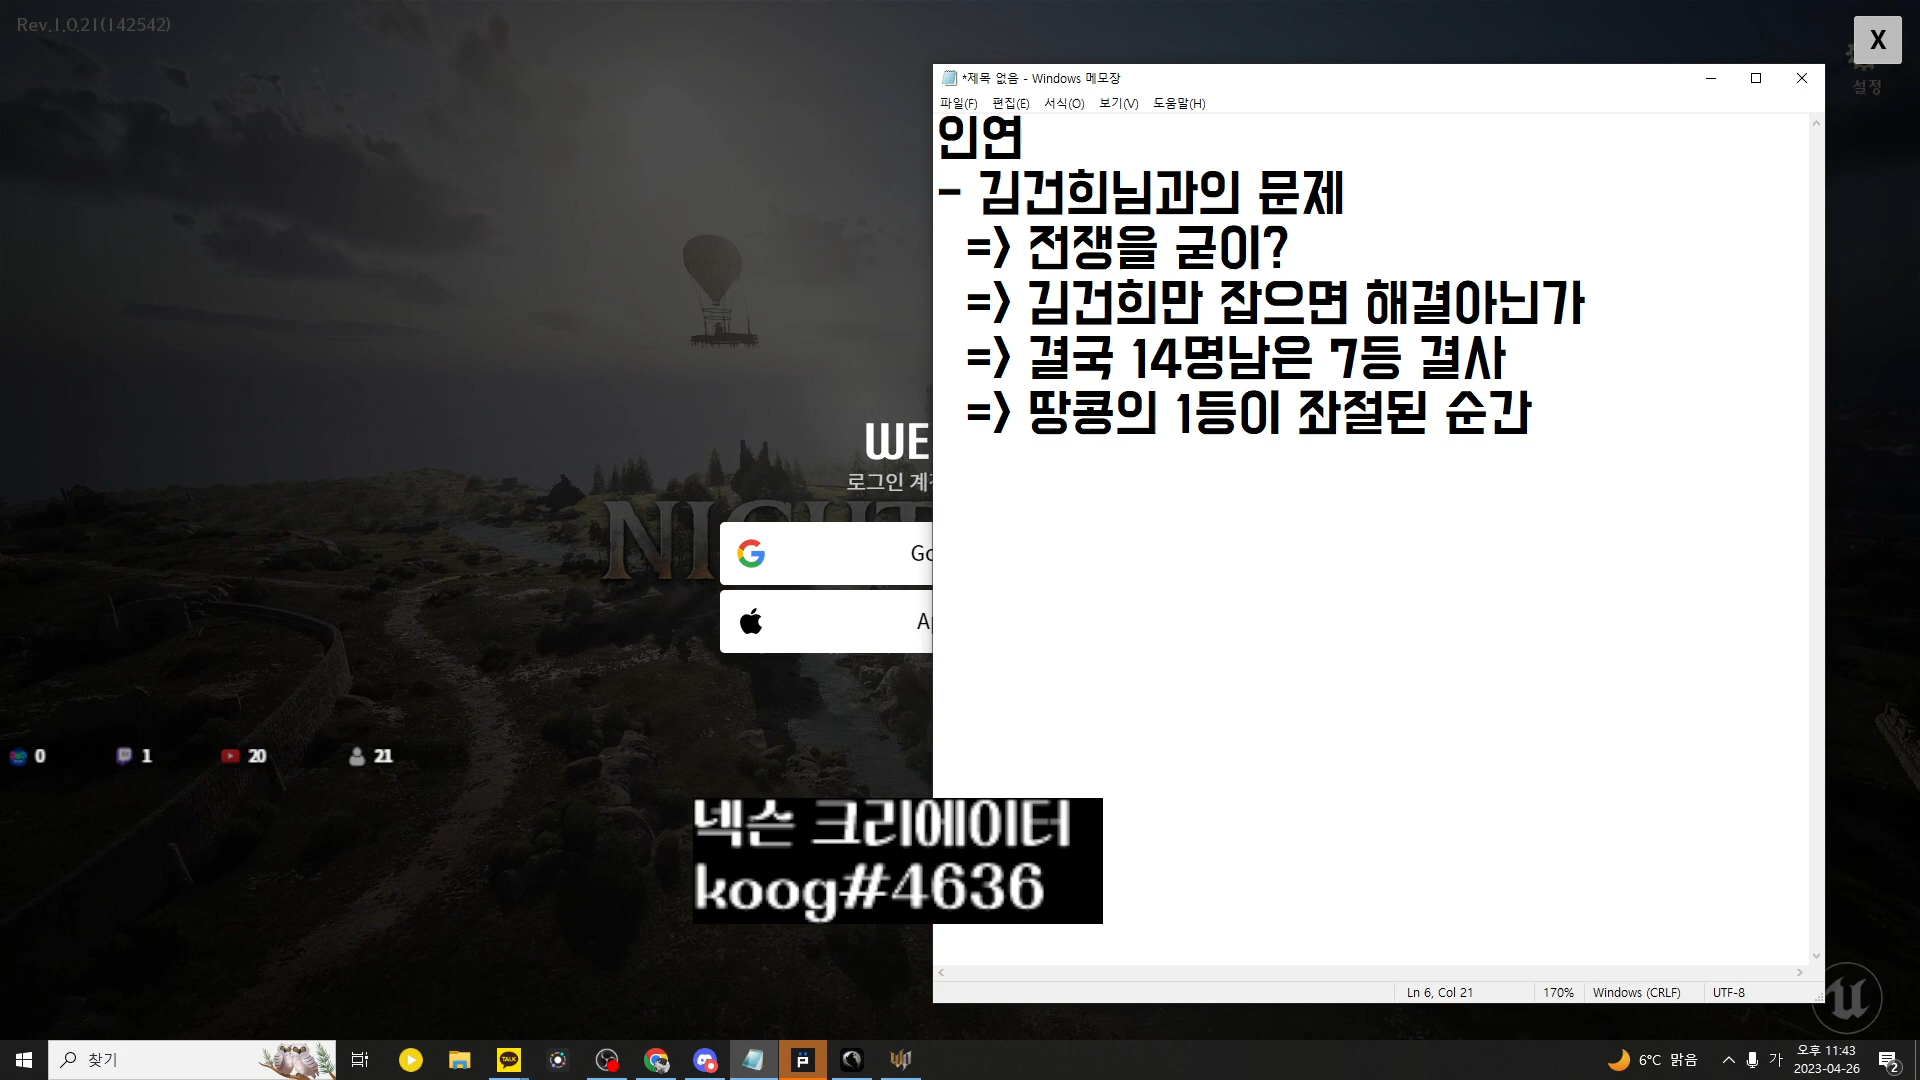 Rev.1.0.21(142542)
X
설정
*제목 없음 - Windows 메모장
파일(F) 편집(E) 서식(O) 보기(V) 도움말(H)
인연
- 김건희님과의 문제
=> 전쟁을 굳이?
=> 김건희만 잡으면 해결아닌가
=> 결국 14명남은 7등 결사
=> 땅콩의 1등이 좌절된 순간
WE
로그인
NIGHT
Go
Ap
0 1 20 21
넥슨 크리에이터
koog#4636
Ln 6, Col 21 170% Windows (CRLF) UTF-8
찾기
TALK
6°C 맑음
가
오후 11:43
2023-04-26
2